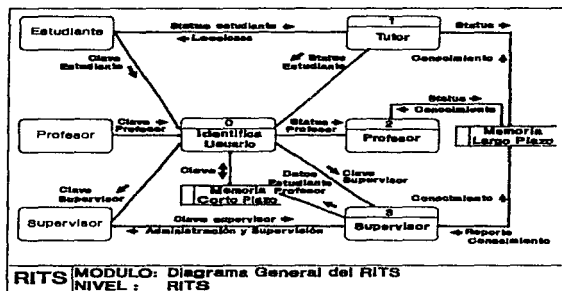 Estudiante
Status estudiante
Lecciones
1
Tutor
Status
Clave
Estudiante
Status
Estudiante
Conocimiento
Profesor
Clave
Profesor
0
Identifica
Usuario
Status
Profesor
2
Profesor
Status
Conocimiento
Memoria
Largo Plazo
Clave
Supervisor
Clave
Memoria
Corto Plazo
Datos
Estudiante
Profesor
Clave
Supervisor
Supervisor
Clave supervisor
Administración y Supervisión
3
Supervisor
Conocimiento
Reporte
Conocimiento
RITS
MODULO: Diagrama General del RITS
NIVEL : RITS